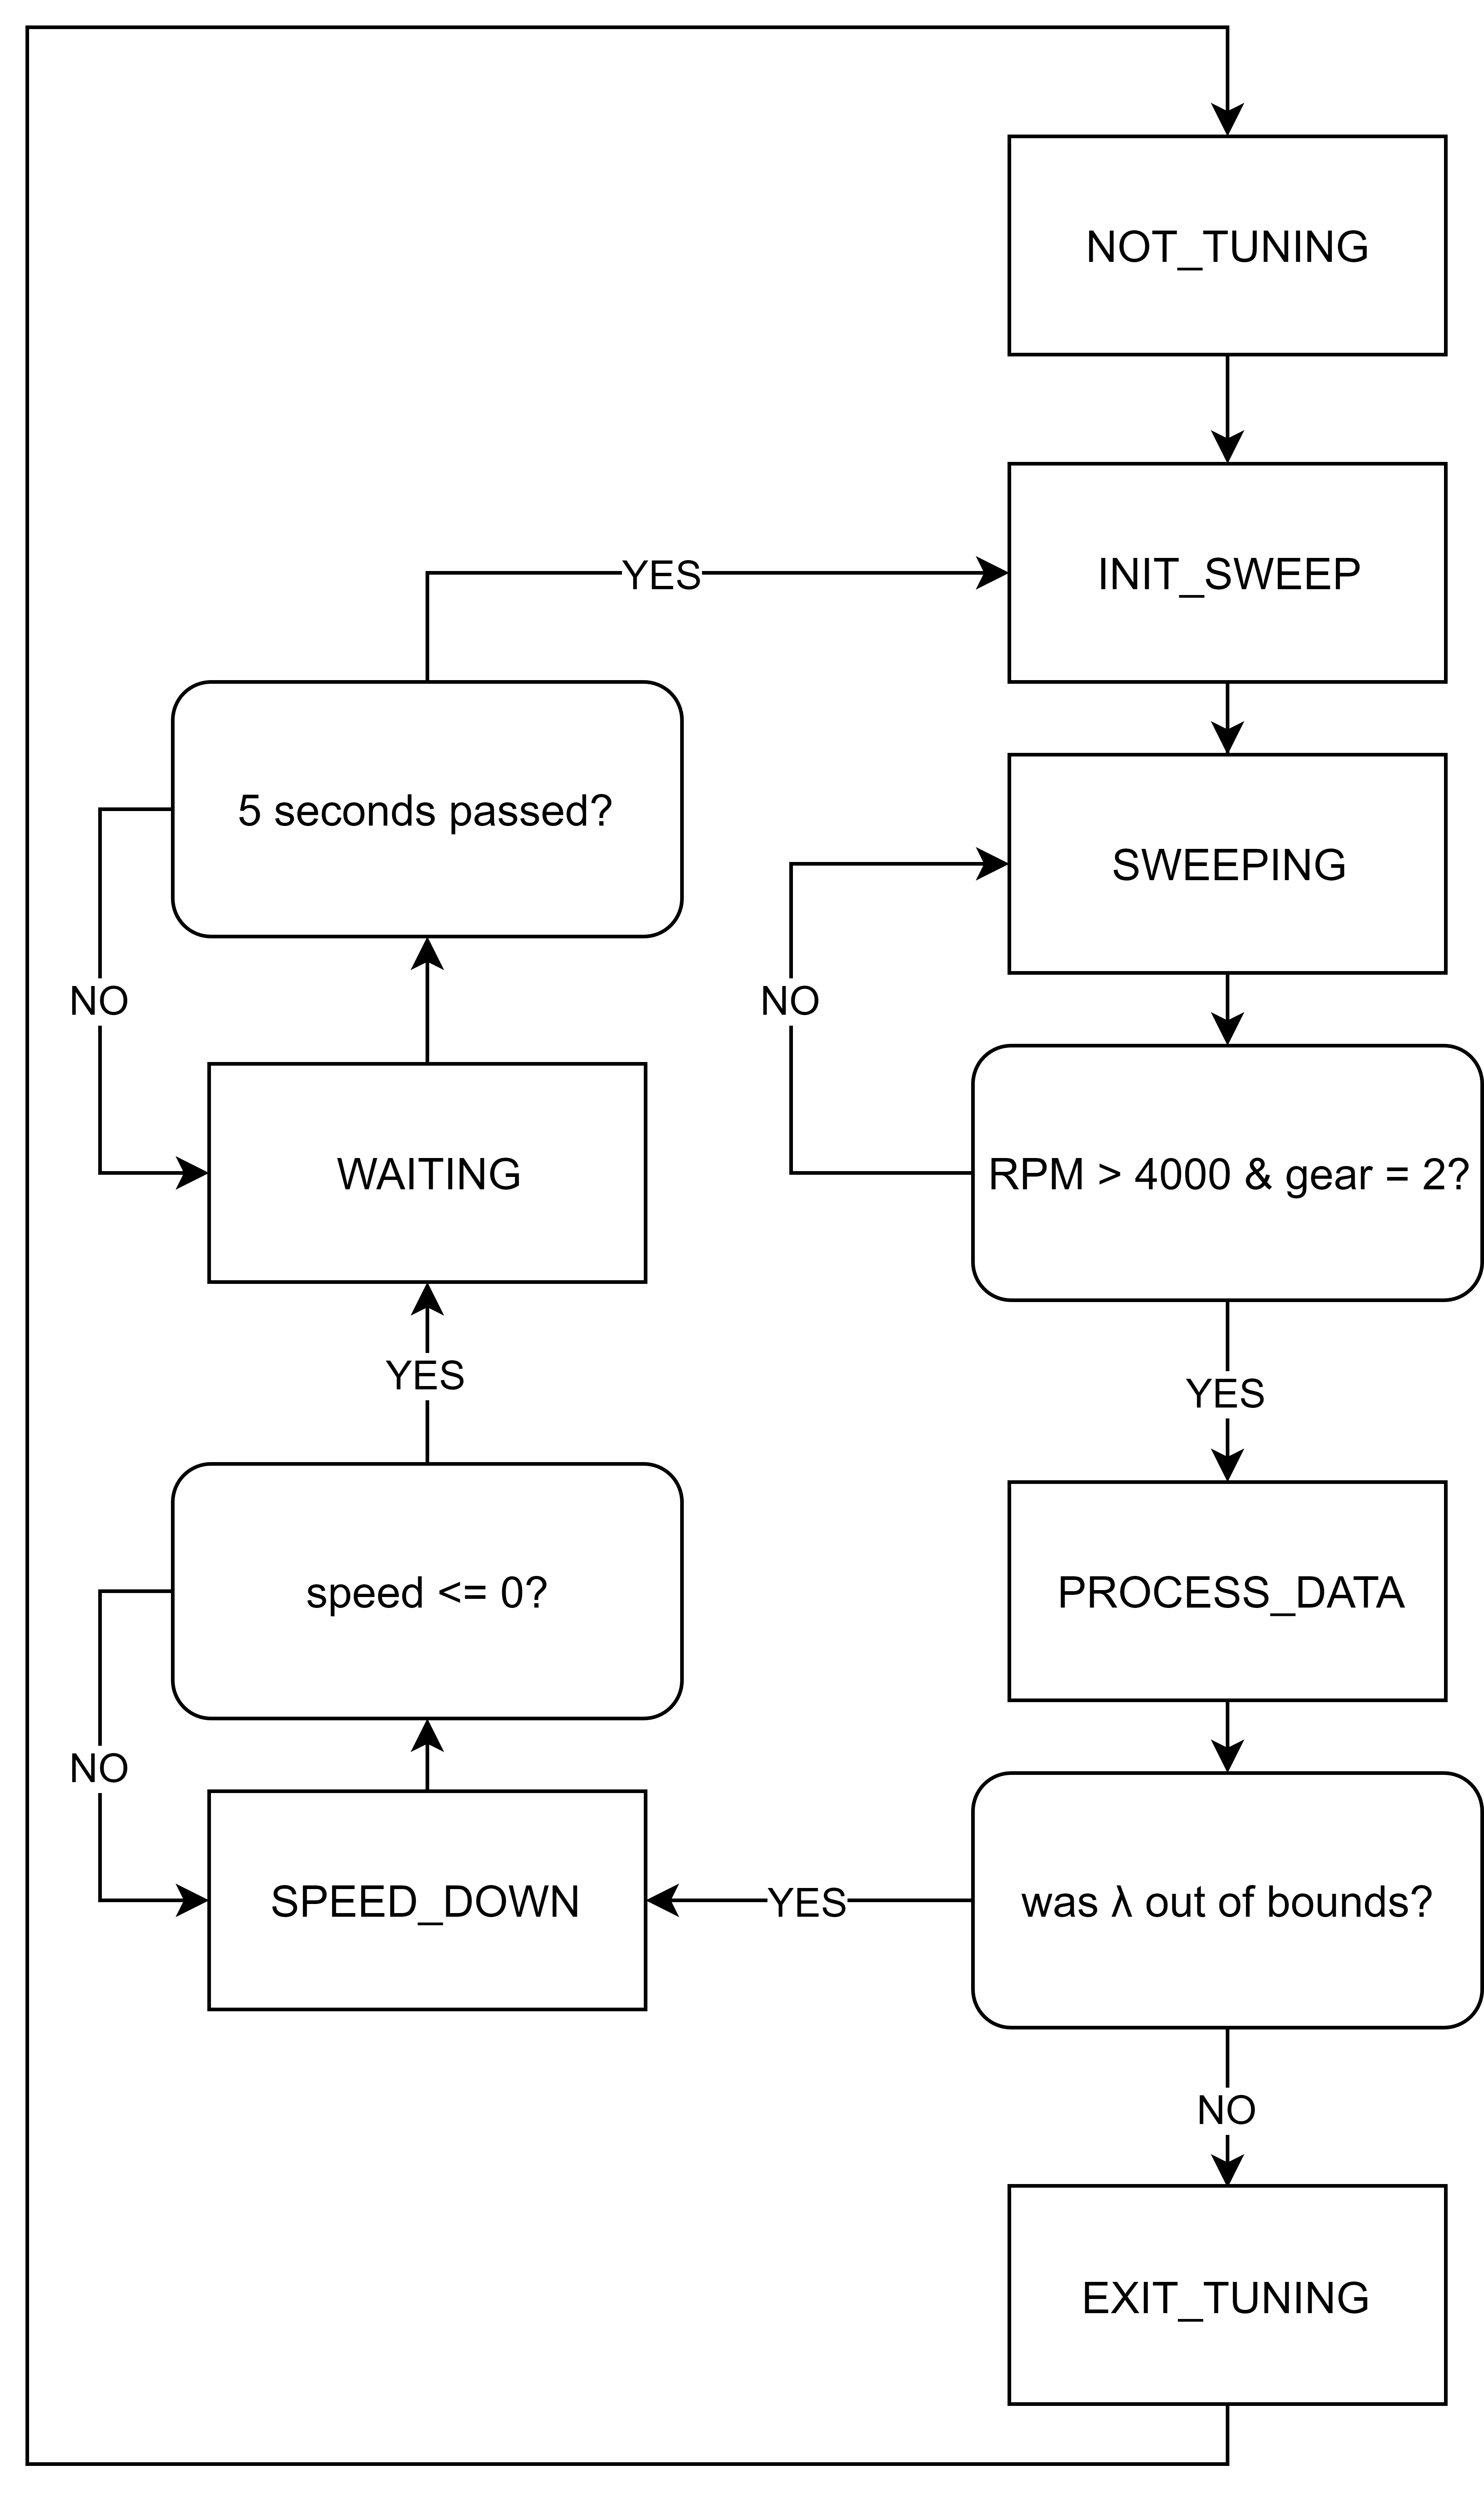 NOT_TUNING
INIT_SWEEP
YES
5 seconds passed?
SWEEPING
NO
NO
WAITING
RPM > 4000 & gear = 2?
YES
YES
speed <= 0?
PROCESS_DATA
NO
SPEED_DOWN
YES
was λ out of bounds?
NO
EXIT_TUNING